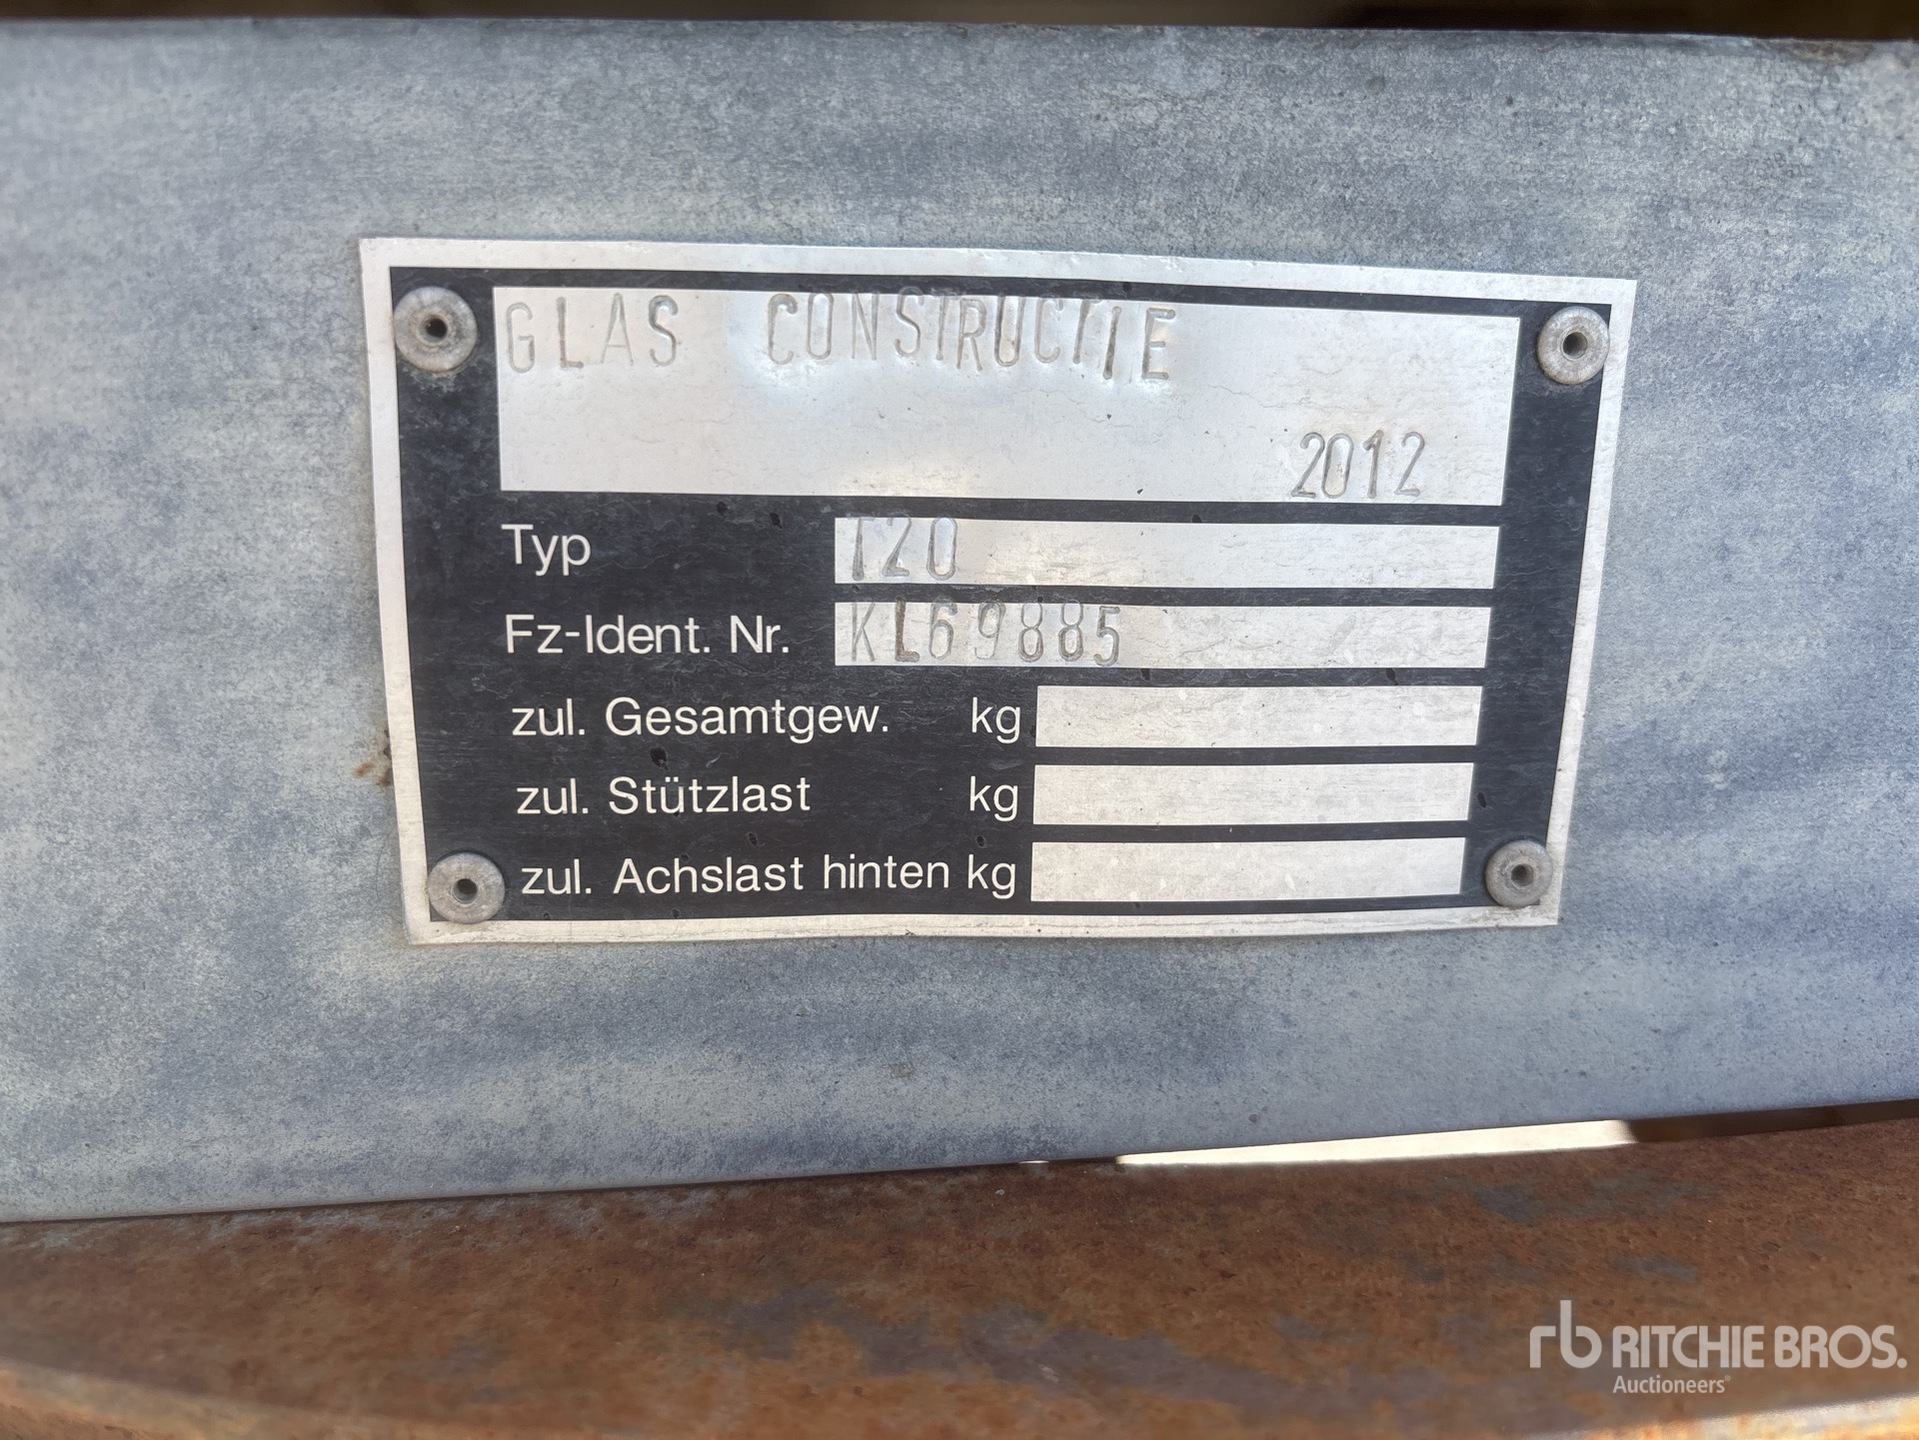 GLAS CONSTRUCTIE
2012
Typ T20
Fz-Ident. Nr. KL69885
zul. Gesamtgew. kg
zul. Stützlast kg
zul. Achslast hinten kg
rb RITCHIE BROS.
Auctioneers